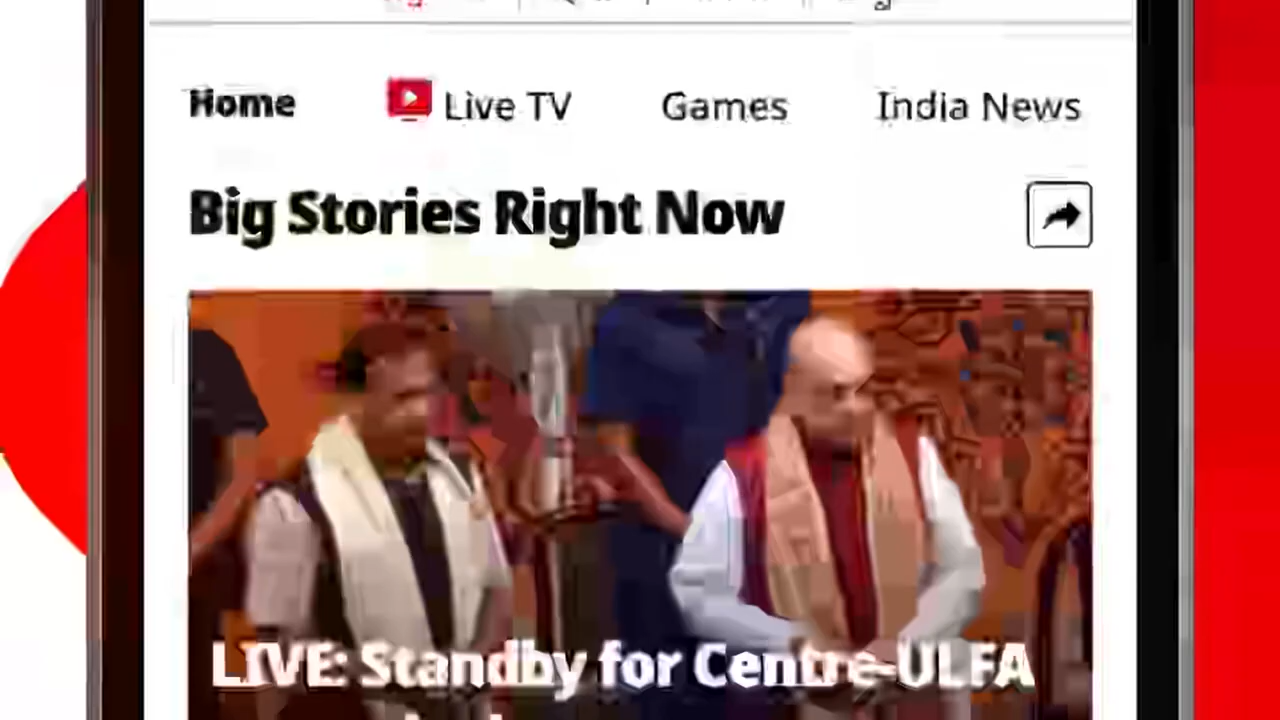 Home Live TV Games India News
Big Stories Right Now
LIVE: Standby for Centre-ULFA